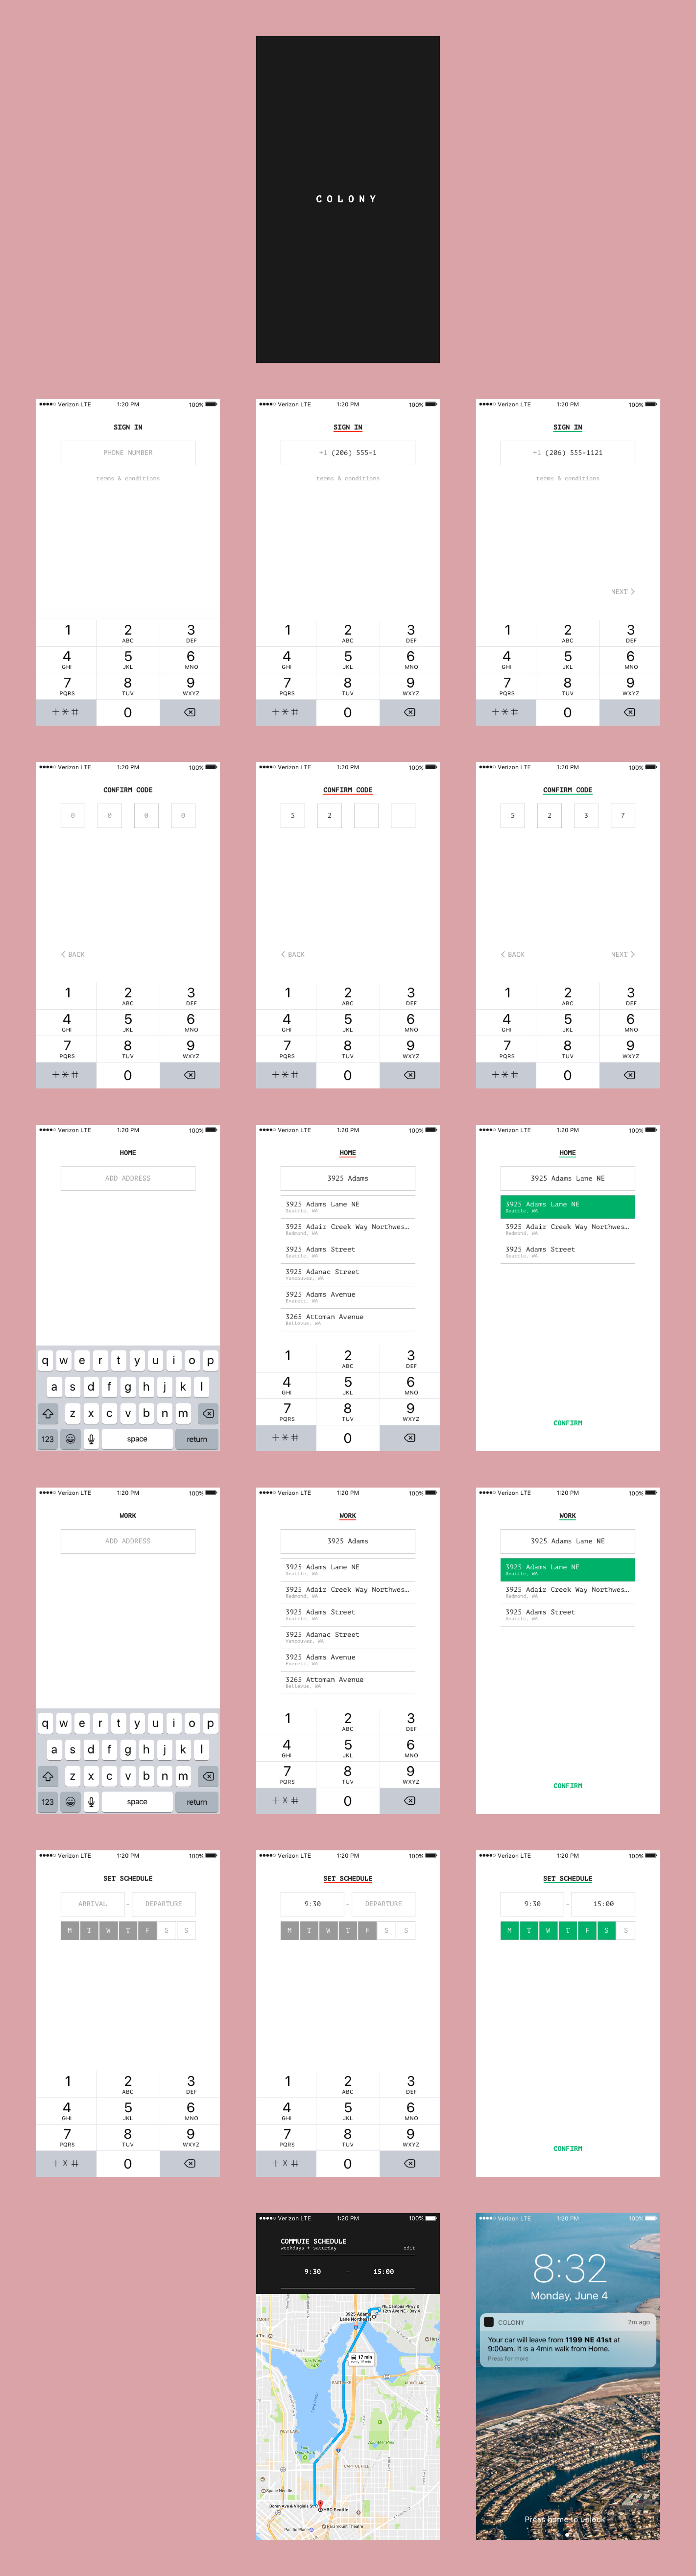 COLONY
Verizon LTE 1:20 PM 100%
SIGN IN
PHONE NUMBER
terms & conditions
1 2 3
ABC DEF
4 5 6
GHI JKL MNO
7 8 9
PQRS TUV WXYZ
+*# 0
Verizon LTE 1:20 PM 100%
SIGN IN
+1 (206) 555-1
terms & conditions
1 2 3
ABC DEF
4 5 6
GHI JKL MNO
7 8 9
PQRS TUV WXYZ
+*# 0
Verizon LTE 1:20 PM 100%
SIGN IN
+1 (206) 555-1121
terms & conditions
NEXT >
1 2 3
ABC DEF
4 5 6
GHI JKL MNO
7 8 9
PQRS TUV WXYZ
+*# 0
Verizon LTE 1:20 PM 100%
CONFIRM CODE
0 0 0 0
< BACK
1 2 3
ABC DEF
4 5 6
GHI JKL MNO
7 8 9
PQRS TUV WXYZ
+*# 0
Verizon LTE 1:20 PM 100%
CONFIRM CODE
5 2
< BACK
1 2 3
ABC DEF
4 5 6
GHI JKL MNO
7 8 9
PQRS TUV WXYZ
+*# 0
Verizon LTE 1:20 PM 100%
CONFIRM CODE
5 2 3 7
< BACK NEXT >
1 2 3
ABC DEF
4 5 6
GHI JKL MNO
7 8 9
PQRS TUV WXYZ
+*# 0
Verizon LTE 1:20 PM 100%
HOME
ADD ADDRESS
q w e r t y u i o p
a s d f g h j k l
z x c v b n m
123 space return
Verizon LTE 1:20 PM 100%
HOME
3925 Adams
3925 Adams Lane NE
Seattle, WA
3925 Adair Creek Way Northwes…
Redmond, WA
3925 Adams Street
Seattle, WA
3925 Adanac Street
Vancouver, WA
3925 Adams Avenue
Everett, WA
3265 Attoman Avenue
Bellevue, WA
1 2 3
ABC DEF
4 5 6
GHI JKL MNO
7 8 9
PQRS TUV WXYZ
+*# 0
Verizon LTE 1:20 PM 100%
HOME
3925 Adams Lane NE
3925 Adams Lane NE
Seattle, WA
3925 Adair Creek Way Northwes…
Redmond, WA
3925 Adams Street
Seattle, WA
CONFIRM
Verizon LTE 1:20 PM 100%
WORK
ADD ADDRESS
q w e r t y u i o p
a s d f g h j k l
z x c v b n m
123 space return
Verizon LTE 1:20 PM 100%
WORK
3925 Adams
3925 Adams Lane NE
Seattle, WA
3925 Adair Creek Way Northwes…
Redmond, WA
3925 Adams Street
Seattle, WA
3925 Adanac Street
Vancouver, WA
3925 Adams Avenue
Everett, WA
3265 Attoman Avenue
Bellevue, WA
1 2 3
ABC DEF
4 5 6
GHI JKL MNO
7 8 9
PQRS TUV WXYZ
+*# 0
Verizon LTE 1:20 PM 100%
WORK
3925 Adams Lane NE
3925 Adams Lane NE
Seattle, WA
3925 Adair Creek Way Northwes…
Redmond, WA
3925 Adams Street
Seattle, WA
CONFIRM
Verizon LTE 1:20 PM 100%
SET SCHEDULE
ARRIVAL - DEPARTURE
M T W T F S S
1 2 3
ABC DEF
4 5 6
GHI JKL MNO
7 8 9
PQRS TUV WXYZ
+*# 0
Verizon LTE 1:20 PM 100%
SET SCHEDULE
9:30 - DEPARTURE
M T W T F S S
1 2 3
ABC DEF
4 5 6
GHI JKL MNO
7 8 9
PQRS TUV WXYZ
+*# 0
Verizon LTE 1:20 PM 100%
SET SCHEDULE
9:30 - 15:00
M T W T F S S
CONFIRM
Verizon LTE 1:20 PM 100%
COMMUTE SCHEDULE
weekdays + saturday edit
9:30 - 15:00
NE Campus Pkwy &
12th Ave NE - Bay 4
3925 Adams
Lane Northeast
17 min
every 15 min
EASTLAKE
MONTLAKE
WESTLAKE
Volunteer Park
CAPITOL HILL
Space Needle
Boren Ave & Virginia St
HBO Seattle
Paramount Theatre
Pacific Place
Verizon LTE 1:20 PM 100%
8:32
Monday, June 4
COLONY 2m ago
Your car will leave from 1199 NE 41st at
9:00am. It is a 4min walk from Home.
Press for more
Press home to unlock